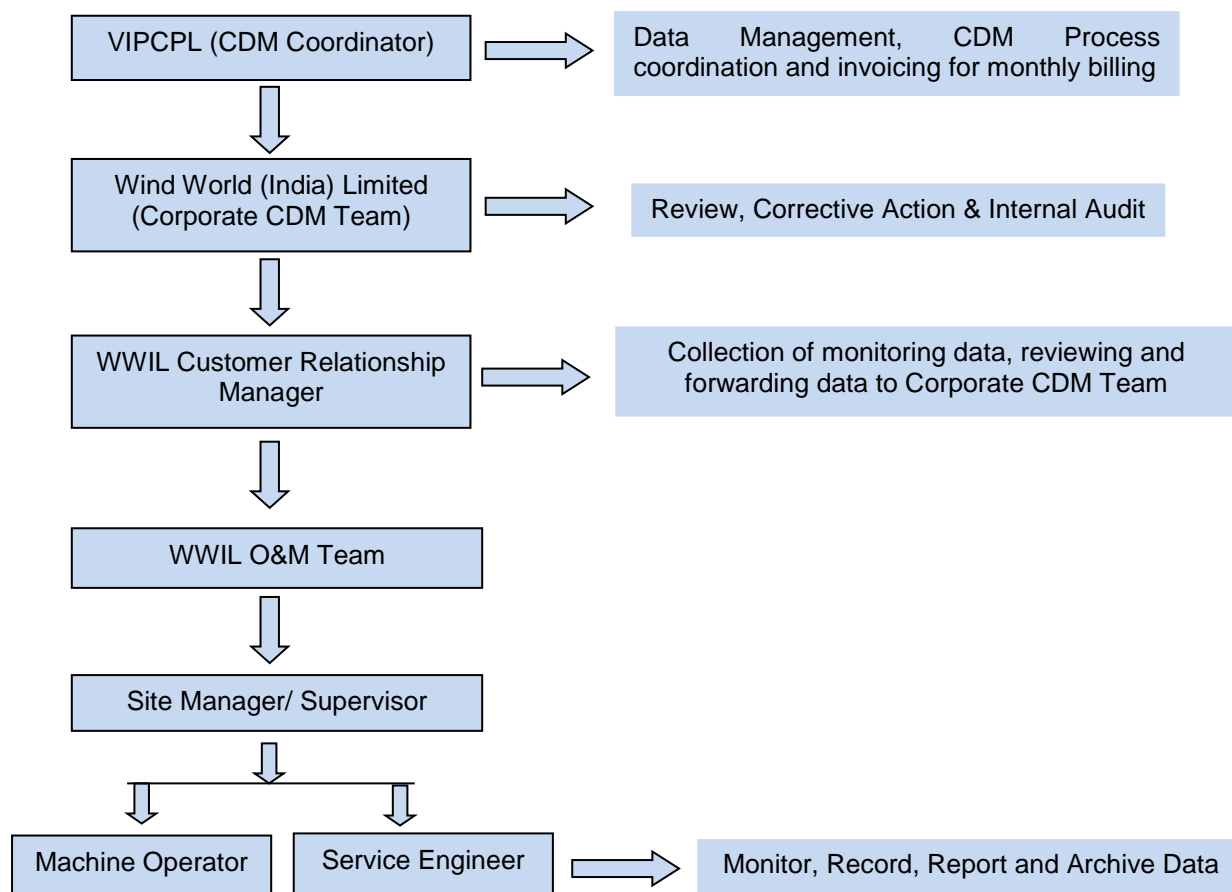 VIPCPL (CDM Coordinator)
Data Management, CDM Process
coordination and invoicing for monthly billing
Wind World (India) Limited
(Corporate CDM Team)
Review, Corrective Action & Internal Audit
WWIL Customer Relationship
Manager
Collection of monitoring data, reviewing and
forwarding data to Corporate CDM Team
WWIL O&M Team
Site Manager/ Supervisor
Machine Operator
Service Engineer
Monitor, Record, Report and Archive Data